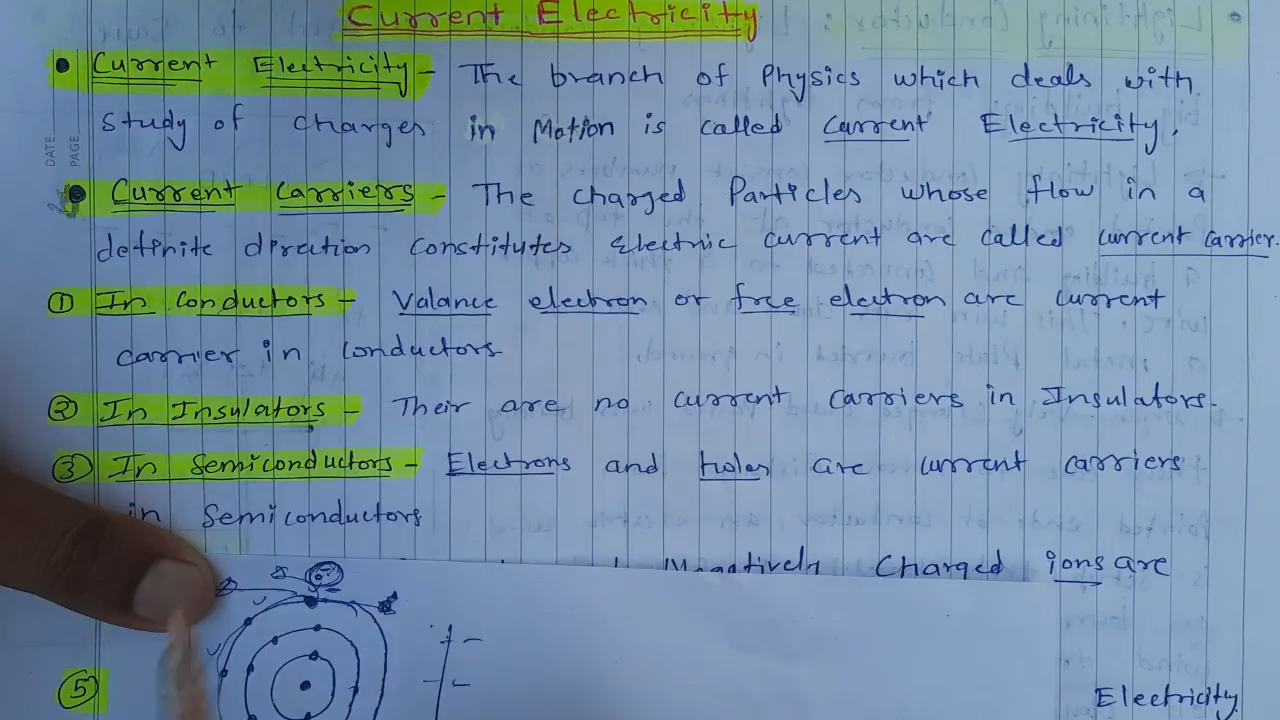 Current Electricity
• Current Electricity - The branch of Physics which deals with
Study of Charges in Motion is called Current Electricity.
DATE
PAGE
• Current Carriers - The charged Particles whose flow in a
definite diration constitutes Electric current are called current carrier.
① In Conductors - Valance electron or free electron are current
carrier in conductors
② In Insulators - Their are no current carriers in Insulators.
③ In Semiconductors - Electrons and holes are current carriers
in Semiconductors
Negatively Charged ions are
⑤
Electricity